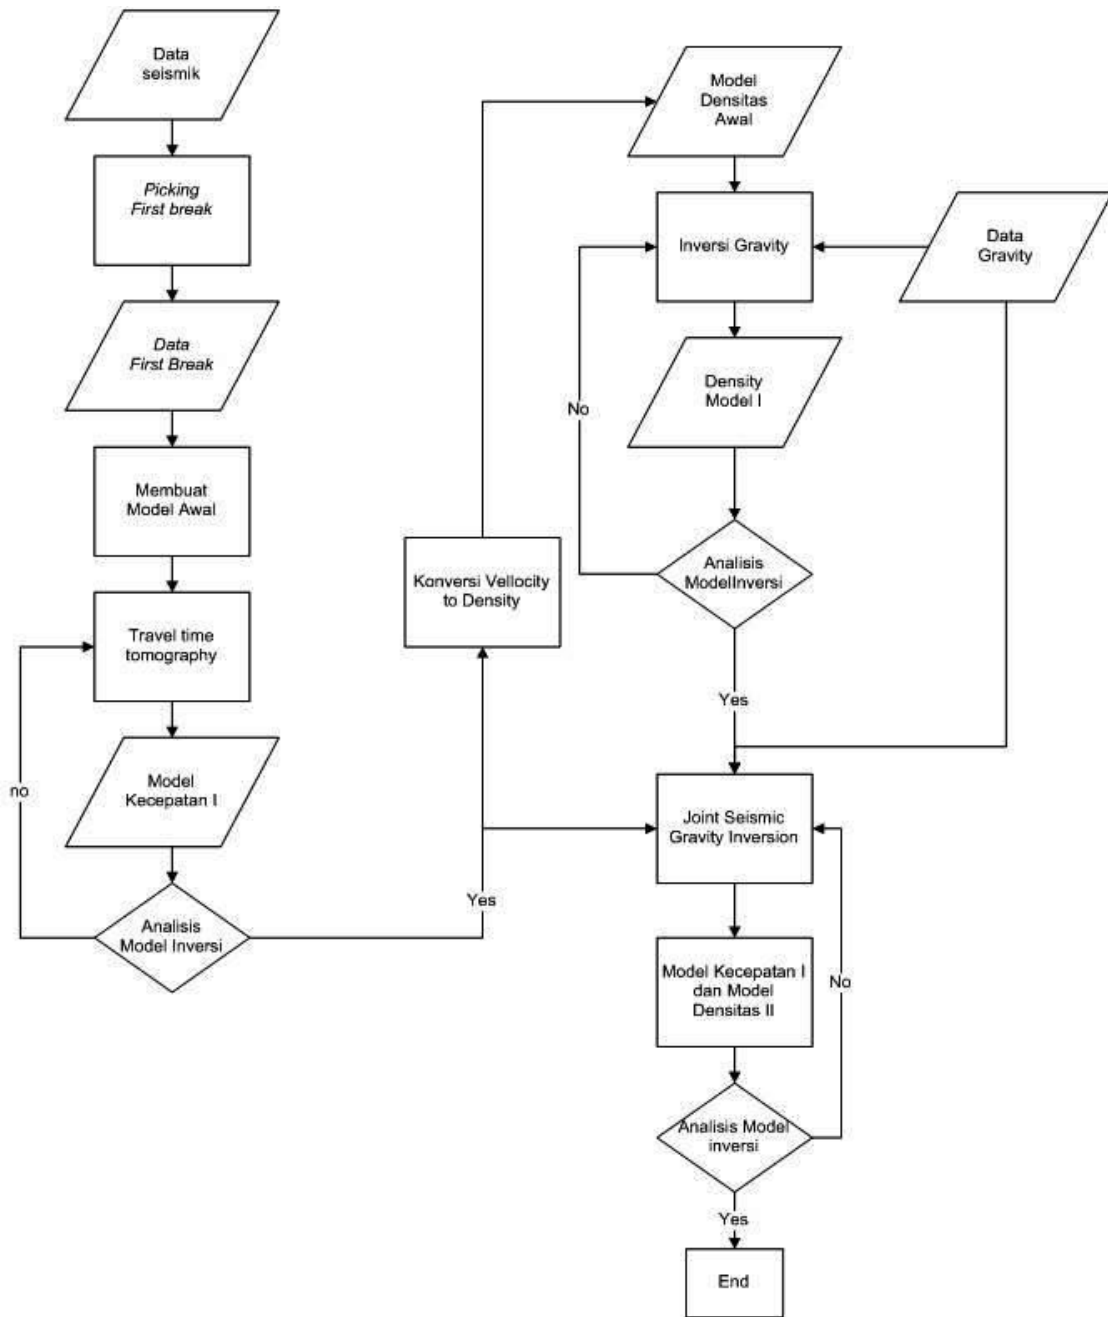 Data
seismik
Picking
First break
Data
First Break
Membuat
Model Awal
Travel time
tomography
no
Model
Kecepatan I
Analisis
Model Inversi
Yes
Konversi Vellocity
to Density
Model
Densitas
Awal
Inversi Gravity
Data
Gravity
No
Density
Model I
Analisis
ModelInversi
Yes
Joint Seismic
Gravity Inversion
Model Kecepatan I
dan Model
Densitas II
No
Analisis Model
inversi
Yes
End